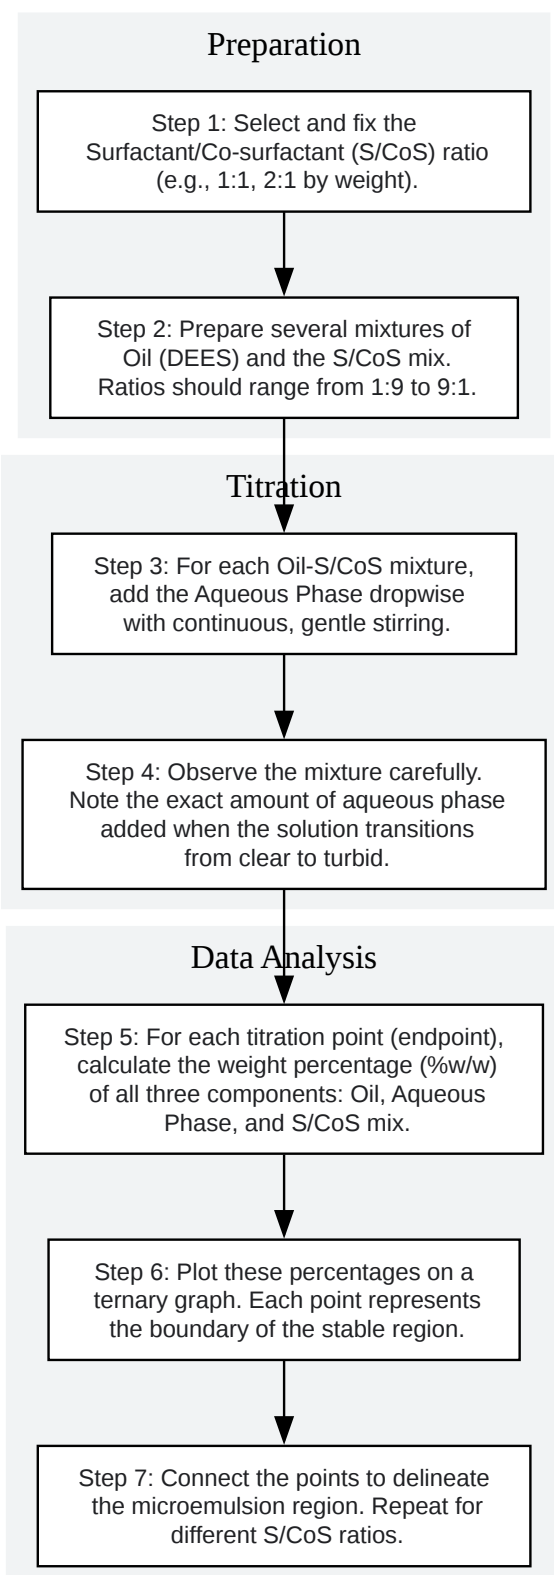 Preparation
Step 1: Select and fix the
Surfactant/Co-surfactant (S/CoS) ratio
(e.g., 1:1, 2:1 by weight).
Step 2: Prepare several mixtures of
Oil (DEES) and the S/CoS mix.
Ratios should range from 1:9 to 9:1.
Titration
Step 3: For each Oil-S/CoS mixture,
add the Aqueous Phase dropwise
with continuous, gentle stirring.
Step 4: Observe the mixture carefully.
Note the exact amount of aqueous phase
added when the solution transitions
from clear to turbid.
Data Analysis
Step 5: For each titration point (endpoint),
calculate the weight percentage (%w/w)
of all three components: Oil, Aqueous
Phase, and S/CoS mix.
Step 6: Plot these percentages on a
ternary graph. Each point represents
the boundary of the stable region.
Step 7: Connect the points to delineate
the microemulsion region. Repeat for
different S/CoS ratios.